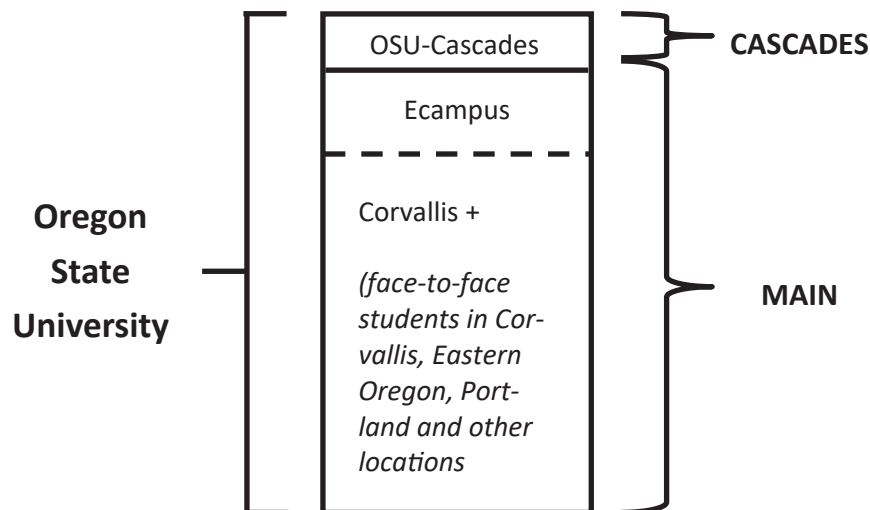 OSU-Cascades
CASCADES
Ecampus
Oregon
State
University
Corvallis +
(face-to-face
students in Cor-
vallis, Eastern
Oregon, Port-
land and other
locations
MAIN